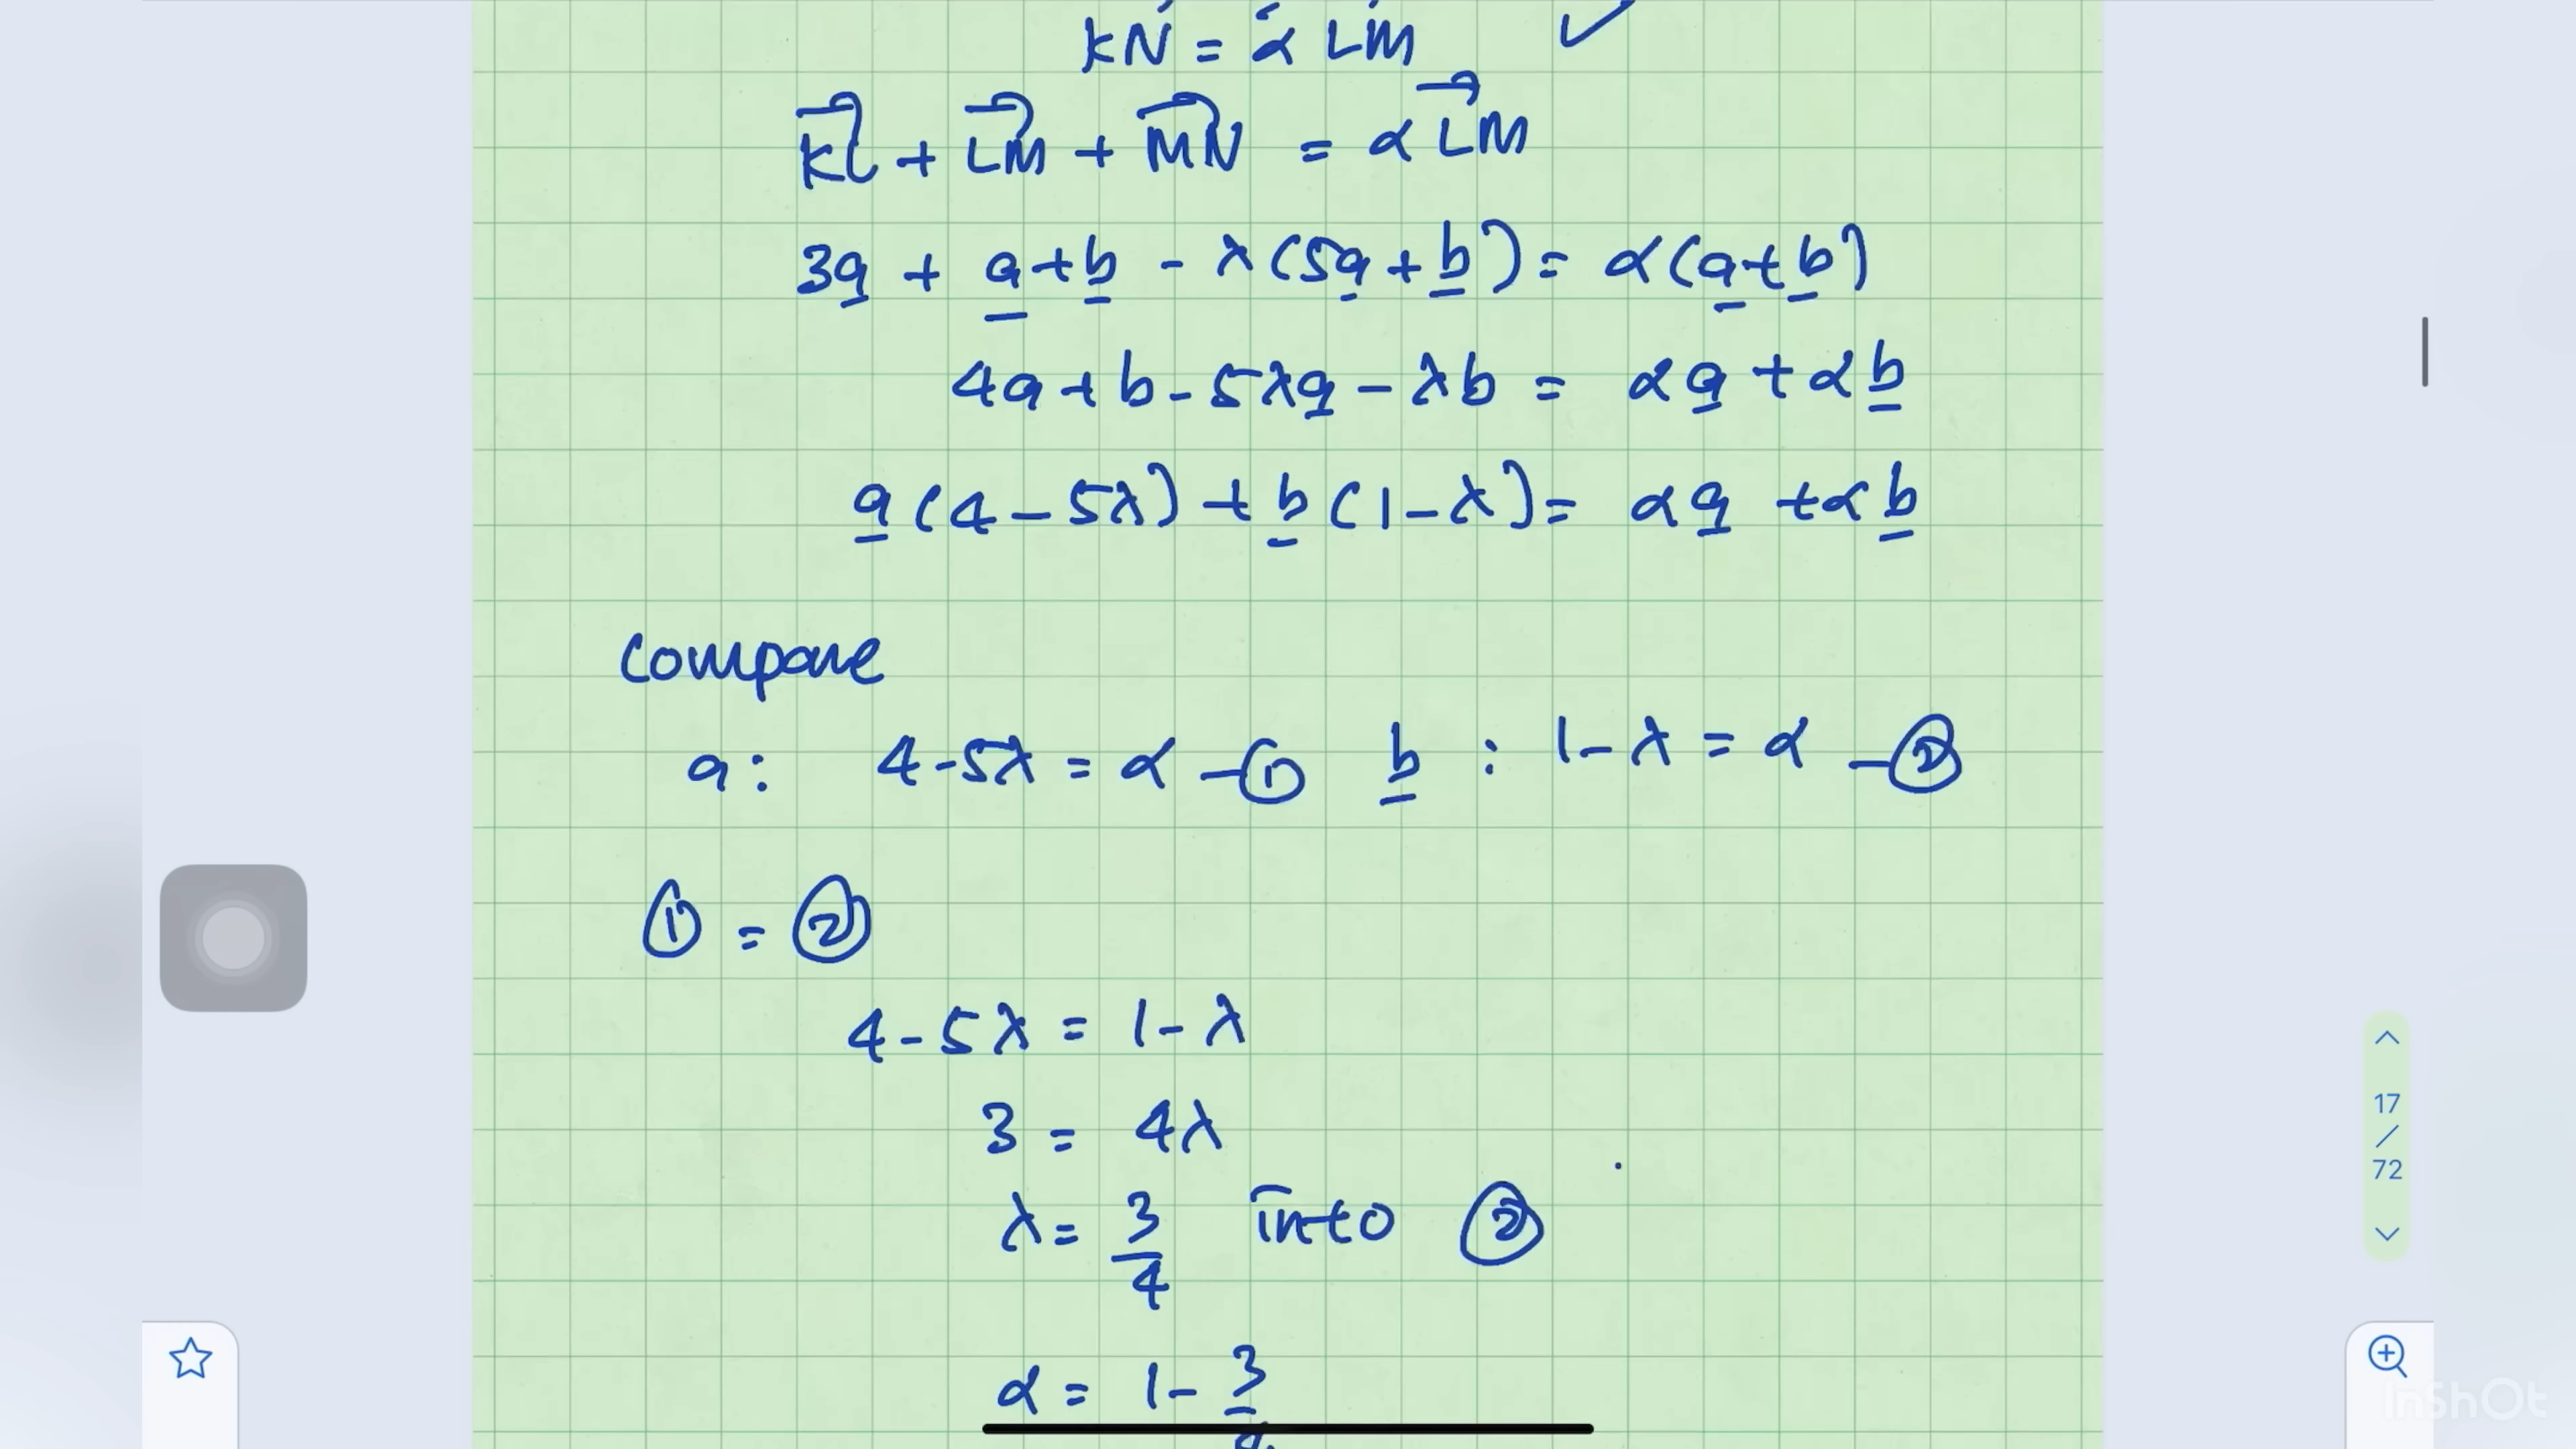 KN = α LM ✓
KL + LM + MN = α LM
3a + a + b - λ(5a + b) = α(a + b)
4a + b - 5λa - λb = αa + αb
a(4 - 5λ) + b(1 - λ) = αa + αb
compare
a: 4 - 5λ = α —① b : 1 - λ = α —②
① = ②
4 - 5λ = 1 - λ
3 = 4λ
λ = 3/4 into ②
α = 1 - 3/4
17
/
72
InShOt